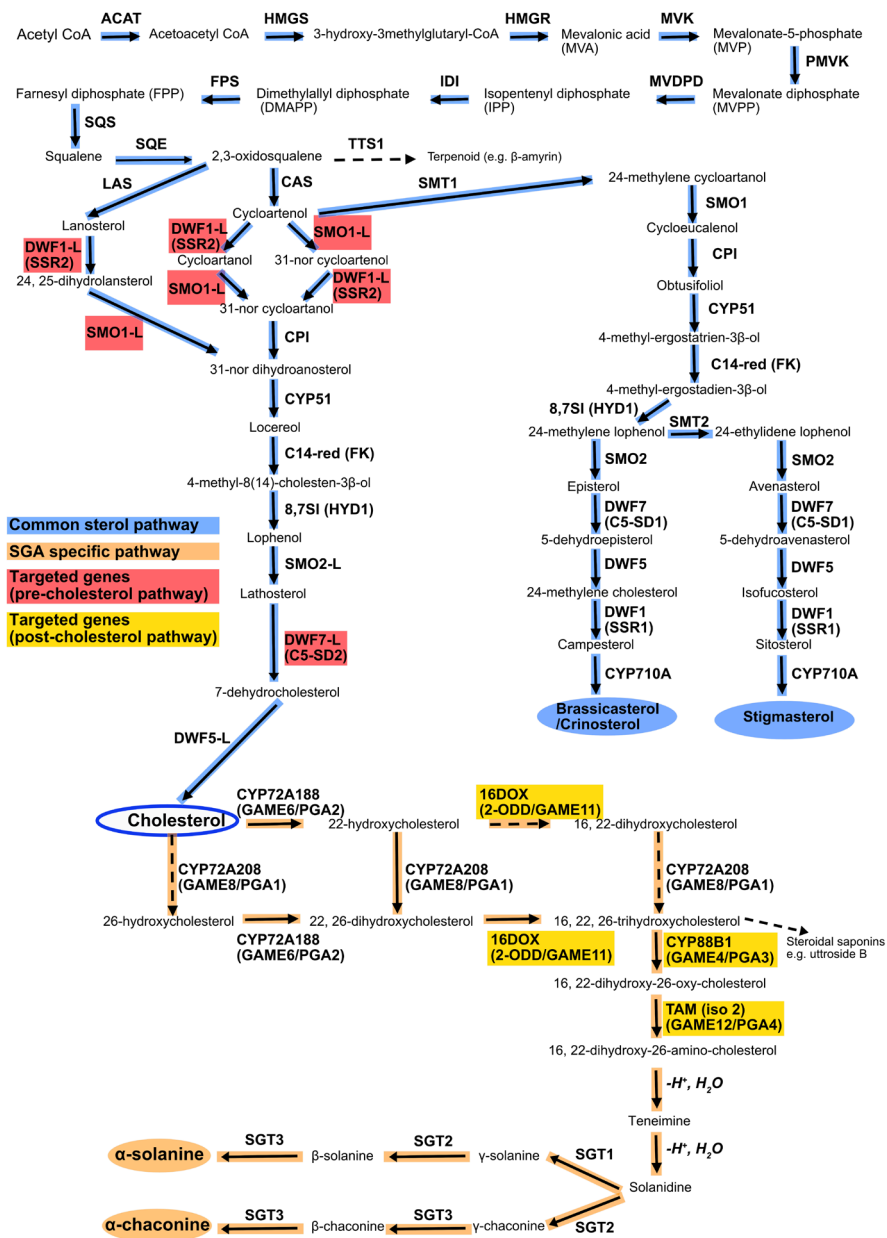 ACAT HMGS HMGR MVK
Acetyl CoA Acetoacetyl CoA 3-hydroxy-3methylglutaryl-CoA Mevalonic acid Mevalonate-5-phosphate
(MVA) (MVP)
PMVK
FPS IDI MVDPD
Farnesyl diphosphate (FPP) Dimethylallyl diphosphate Isopentenyl diphosphate Mevalonate diphosphate
(DMAPP) (IPP) (MVPP)
SQS
SQE TTS1
Squalene 2,3-oxidosqualene Terpenoid (e.g. β-amyrin)
LAS CAS SMT1 24-methylene cycloartanol
SMO1
Cycloartenol
Lanosterol Cycloeucalenol
DWF1-L
(SSR2)
SMO1-L
DWF1-L
(SSR2)
CPI
Cycloartanol 31-nor cycloartenol
24, 25-dihydrolansterol Obtusifoliol
SMO1-L
DWF1-L
(SSR2)
31-nor cycloartanol CYP51
SMO1-L CPI 4-methyl-ergostatrien-3β-ol
C14-red (FK)
31-nor dihydroanosterol
4-methyl-ergostadien-3β-ol
CYP51 8,7SI (HYD1)
SMT2
Locereol 24-methylene lophenol 24-ethylidene lophenol
C14-red (FK) SMO2 SMO2
4-methyl-8(14)-cholesten-3β-ol Episterol Avenasterol
8,7SI (HYD1) DWF7
(C5-SD1)
DWF7
(C5-SD1)
Common sterol pathway
Lophenol 5-dehydroepisterol 5-dehydroavenasterol
SGA specific pathway
SMO2-L DWF5 DWF5
Targeted genes
(pre-cholesterol pathway)
Lathosterol 24-methylene cholesterol Isofucosterol
Targeted genes
(post-cholesterol pathway)
DWF1
(SSR1)
DWF1
(SSR1)
DWF7-L
(C5-SD2)
Campesterol Sitosterol
CYP710A CYP710A
7-dehydrocholesterol
Brassicasterol
/Crinosterol
Stigmasterol
DWF5-L
CYP72A188
(GAME6/PGA2)
16DOX
(2-ODD/GAME11)
Cholesterol 22-hydroxycholesterol 16, 22-dihydroxycholesterol
CYP72A208
(GAME8/PGA1)
CYP72A208
(GAME8/PGA1)
CYP72A208
(GAME8/PGA1)
26-hydroxycholesterol 22, 26-dihydroxycholesterol 16, 22, 26-trihydroxycholesterol
CYP72A188
(GAME6/PGA2)
16DOX
(2-ODD/GAME11)
CYP88B1
(GAME4/PGA3)
Steroidal saponins
e.g. uttroside B
16, 22-dihydroxy-26-oxy-cholesterol
TAM (iso 2)
(GAME12/PGA4)
16, 22-dihydroxy-26-amino-cholesterol
-H⁺, H₂O
Teneimine
-H⁺, H₂O
SGT3 SGT2 SGT1
α-solanine β-solanine γ-solanine
Solanidine
SGT3 SGT3 SGT2
α-chaconine β-chaconine γ-chaconine